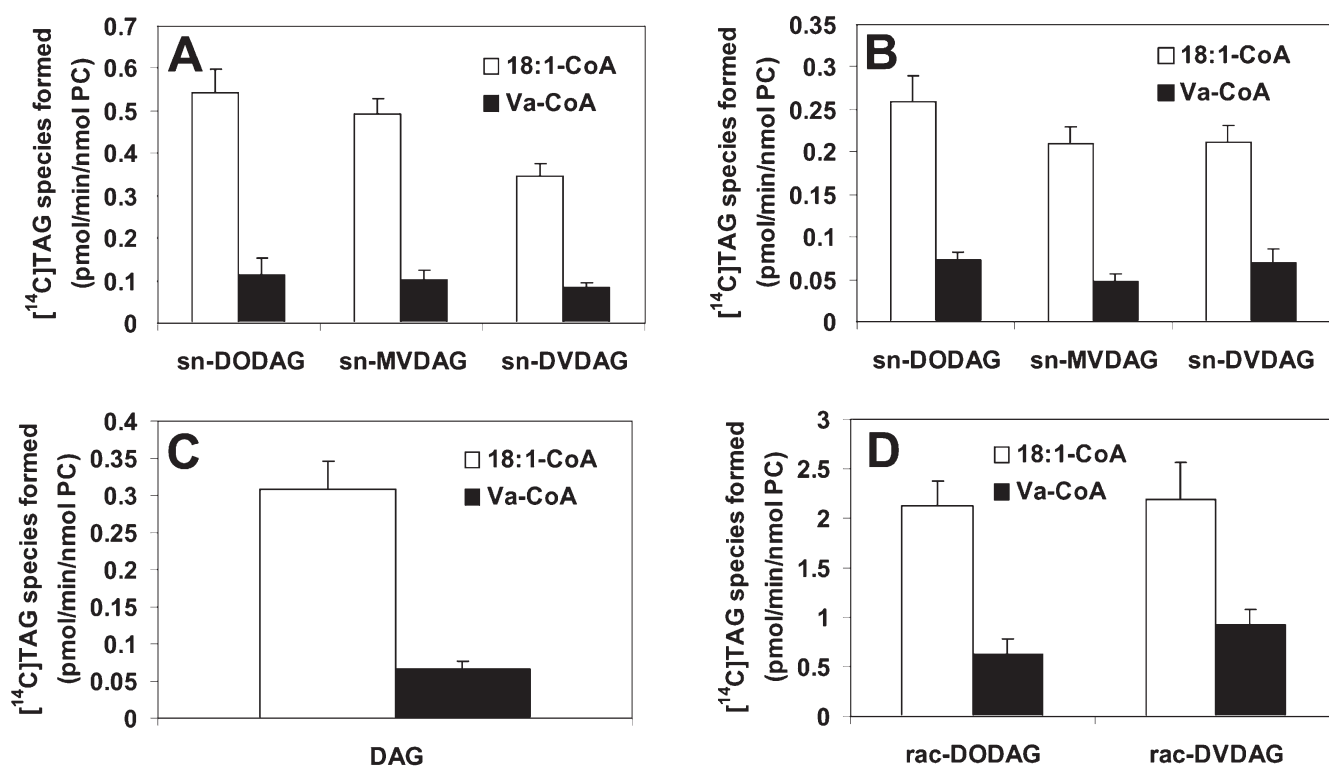 A
[¹⁴C]TAG species formed
(pmol/min/nmol PC)
0.7
0.6
0.5
0.4
0.3
0.2
0.1
0
18:1-CoA
Va-CoA
sn-DODAG sn-MVDAG sn-DVDAG
B
[¹⁴C]TAG species formed
(pmol/min/nmol PC)
0.35
0.3
0.25
0.2
0.15
0.1
0.05
0
18:1-CoA
Va-CoA
sn-DODAG sn-MVDAG sn-DVDAG
C
[¹⁴C]TAG species formed
(pmol/min/nmol PC)
0.4
0.35
0.3
0.25
0.2
0.15
0.1
0.05
0
18:1-CoA
Va-CoA
DAG
D
[¹⁴C]TAG species formed
(pmol/min/nmol PC)
3
2.5
2
1.5
1
0.5
0
18:1-CoA
Va-CoA
rac-DODAG rac-DVDAG